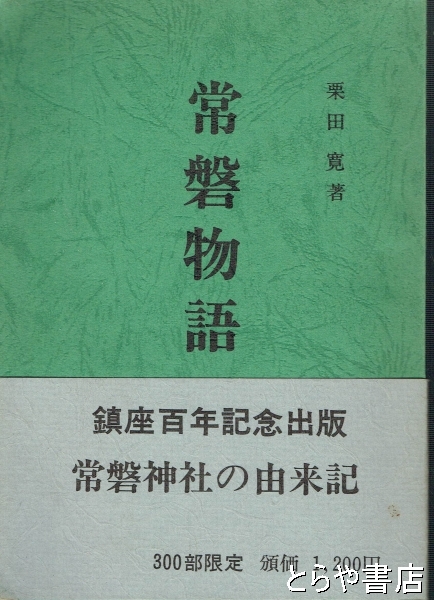 常磐物語
栗田寛著
鎮座百年記念出版
常磐神社の由来記
300部限定 頒価 1,200円
とらや書店